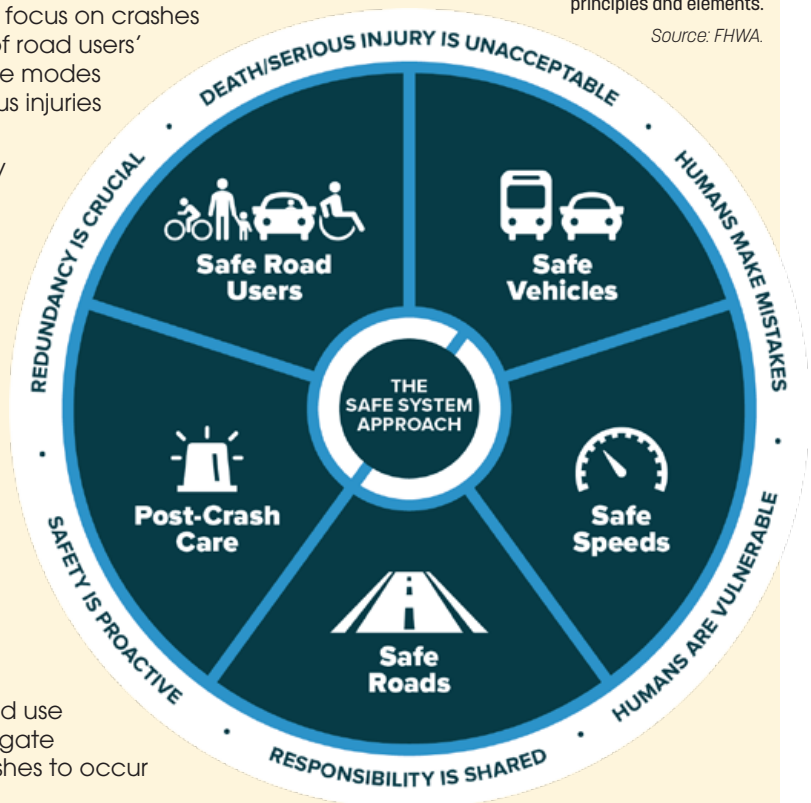 focus on crashes
of road users'
e modes
us injuries
y
d use
gate
shes to occur
principles and elements.
Source: FHWA.
DEATH/SERIOUS INJURY IS UNACCEPTABLE
HUMANS MAKE MISTAKES
HUMANS ARE VULNERABLE
RESPONSIBILITY IS SHARED
SAFETY IS PROACTIVE
REDUNDANCY IS CRUCIAL
Safe Road
Users
Safe
Vehicles
THE
SAFE SYSTEM
APPROACH
Safe
Speeds
Safe
Roads
Post-Crash
Care